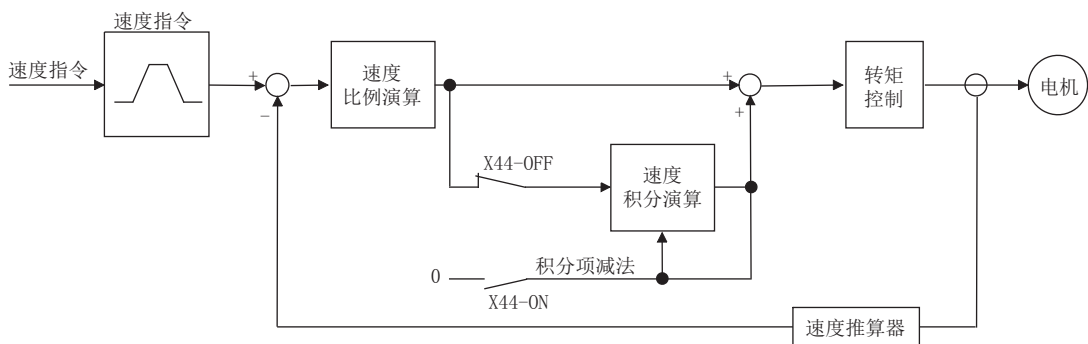 速度指令
速度指令
+
-
速度
比例演算
+
+
转矩
控制
电机
X44-OFF
速度
积分演算
0
积分项减法
X44-ON
速度推算器